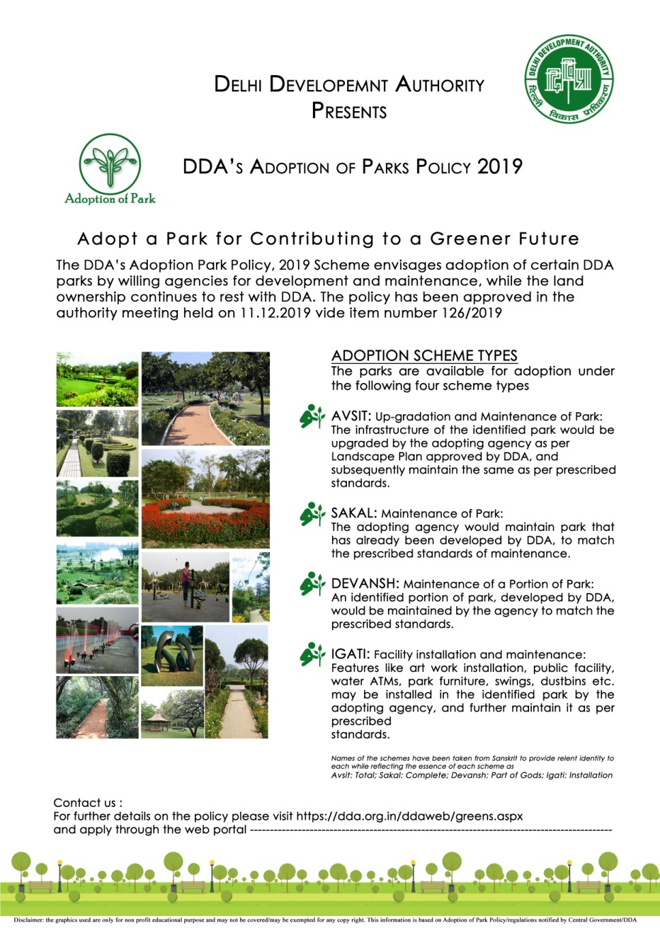 DELHI DEVELOPEMNT AUTHORITY
PRESENTS
DELHI DEVELOPMENT AUTHORITY
दिल्ली विकास प्राधिकरण
Adoption of Park
DDA'S ADOPTION OF PARKS POLICY 2019
Adopt a Park for Contributing to a Greener Future
The DDA's Adoption Park Policy, 2019 Scheme envisages adoption of certain DDA
parks by willing agencies for development and maintenance, while the land
ownership continues to rest with DDA. The policy has been approved in the
authority meeting held on 11.12.2019 vide item number 126/2019
ADOPTION SCHEME TYPES
The parks are available for adoption under
the following four scheme types
AVSIT: Up-gradation and Maintenance of Park:
The infrastructure of the identified park would be
upgraded by the adopting agency as per
Landscape Plan approved by DDA, and
subsequently maintain the same as per prescribed
standards.
SAKAL: Maintenance of Park:
The adopting agency would maintain park that
has already been developed by DDA, to match
the prescribed standards of maintenance.
DEVANSH: Maintenance of a Portion of Park:
An identified portion of park, developed by DDA,
would be maintained by the agency to match the
prescribed standards.
IGATI: Facility installation and maintenance:
Features like art work installation, public facility,
water ATMs, park furniture, swings, dustbins etc.
may be installed in the identified park by the
adopting agency, and further maintain it as per
prescribed
standards.
Names of the schemes have been taken from Sanskrit to provide relent identity to
each while reflecting the essence of each scheme as
Avsit: Total; Sakal: Complete; Devansh: Part of Gods; Igati: Installation
Contact us :
For further details on the policy please visit https://dda.org.in/ddaweb/greens.aspx
and apply through the web portal -------------------------------------------------------------------------------------------
Disclaimer: the graphics used are only for non profit educational purpose and may not be covered/may be exempted for any copy right. This information is based on Adoption of Park Policy/regulations notified by Central Government/DDA